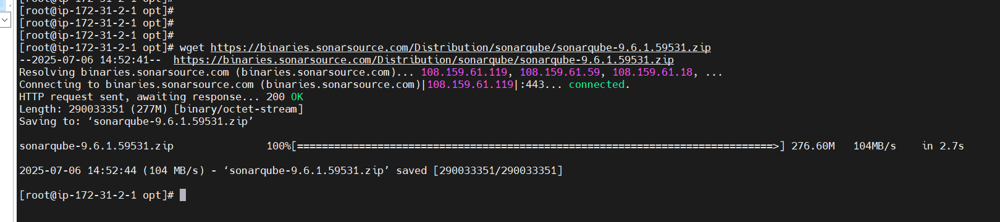 [root@ip-172-31-2-1 opt]#
[root@ip-172-31-2-1 opt]#
[root@ip-172-31-2-1 opt]#
[root@ip-172-31-2-1 opt]#
[root@ip-172-31-2-1 opt]# wget https://binaries.sonarsource.com/Distribution/sonarqube/sonarqube-9.6.1.59531.zip
--2025-07-06 14:52:41--  https://binaries.sonarsource.com/Distribution/sonarqube/sonarqube-9.6.1.59531.zip
Resolving binaries.sonarsource.com (binaries.sonarsource.com)... 108.159.61.119, 108.159.61.59, 108.159.61.18, ...
Connecting to binaries.sonarsource.com (binaries.sonarsource.com)|108.159.61.119|:443... connected.
HTTP request sent, awaiting response... 200 OK
Length: 290033351 (277M) [binary/octet-stream]
Saving to: ‘sonarqube-9.6.1.59531.zip’
sonarqube-9.6.1.59531.zip               100%[=============================================================================>] 276.60M   104MB/s    in 2.7s
2025-07-06 14:52:44 (104 MB/s) - ‘sonarqube-9.6.1.59531.zip’ saved [290033351/290033351]
[root@ip-172-31-2-1 opt]#